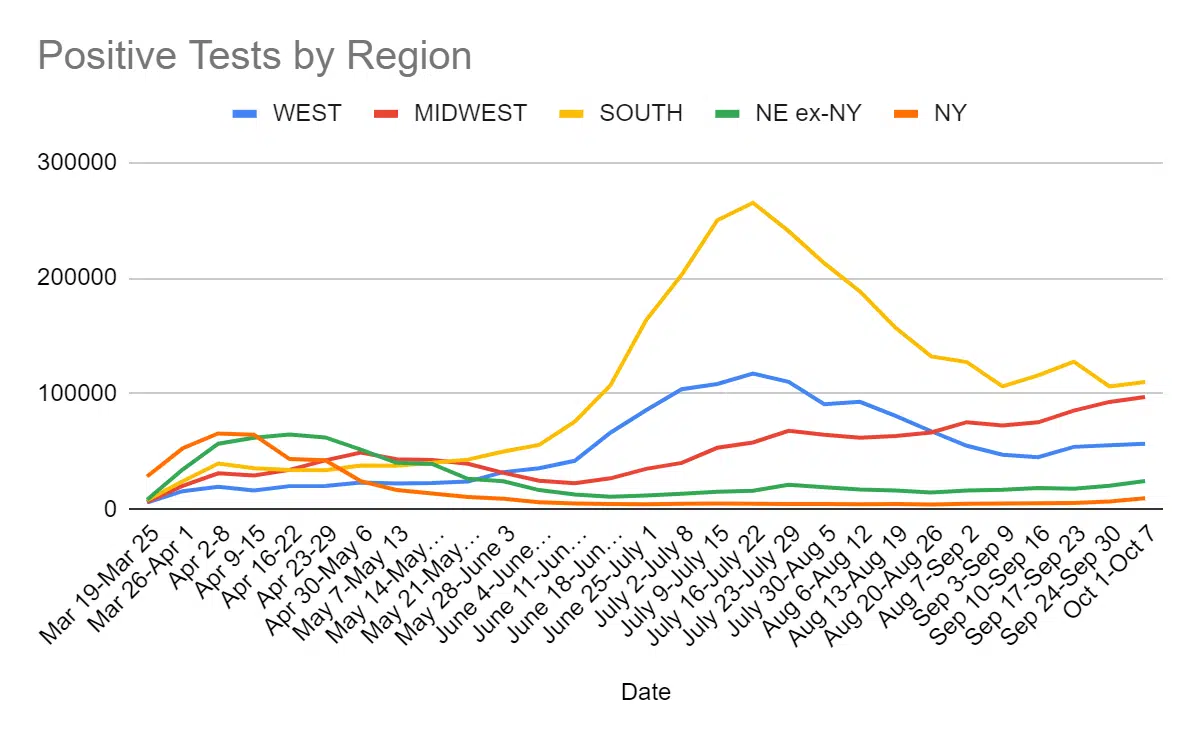 Positive Tests by Region
WEST MIDWEST SOUTH NE ex-NY NY
300000
200000
100000
0
Mar 19-Mar 25
Mar 26-Apr 1
Apr 2-8
Apr 9-15
Apr 16-22
Apr 23-29
Apr 30-May 6
May 7-May 13
May 14-May…
May 21-May…
May 28-June 3
June 4-June…
June 11-Jun…
June 18-Jun…
June 25-July 1
July 2-July 8
July 9-July 15
July 16-July 22
July 23-July 29
July 30-Aug 5
Aug 6-Aug 12
Aug 13-Aug 19
Aug 20-Aug 26
Aug 7-Sep 2
Sep 3-Sep 9
Sep 10-Sep 16
Sep 17-Sep 23
Sep 24-Sep 30
Oct 1-Oct 7
Date